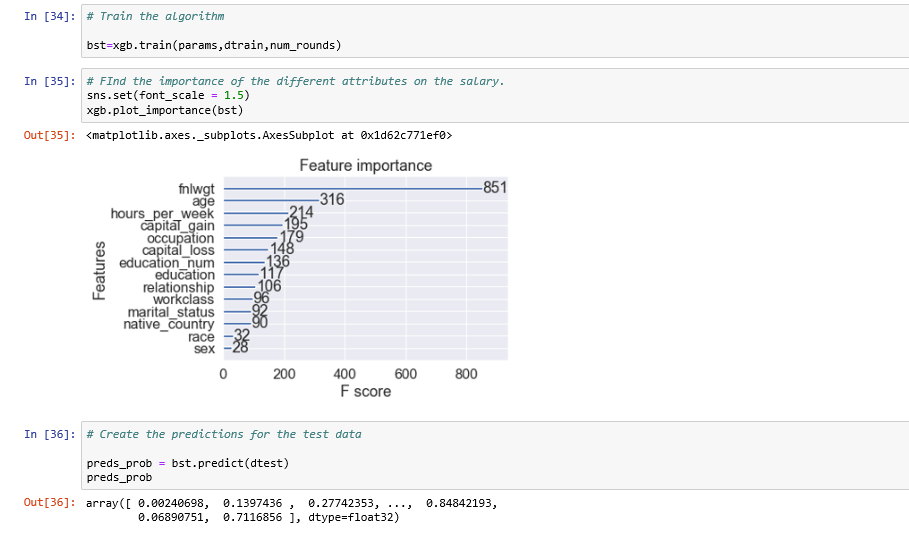 In [34]: # Train the algorithm
bst=xgb.train(params,dtrain,num_rounds)
In [35]: # FInd the importance of the different attributes on the salary.
sns.set(font_scale = 1.5)
xgb.plot_importance(bst)
Out[35]: <matplotlib.axes._subplots.AxesSubplot at 0x1d62c771ef0>
Feature importance
fnlwgt 851
age 316
hours_per_week 214
capital_gain 195
occupation 179
capital_loss 148
education_num 136
education 117
relationship 106
workclass 96
marital_status 92
native_country 90
race 32
sex 28
Features
0 200 400 600 800
F score
In [36]: # Create the predictions for the test data
preds_prob = bst.predict(dtest)
preds_prob
Out[36]: array([ 0.00240698, 0.1397436 , 0.27742353, ..., 0.84842193,
0.06890751, 0.7116856 ], dtype=float32)